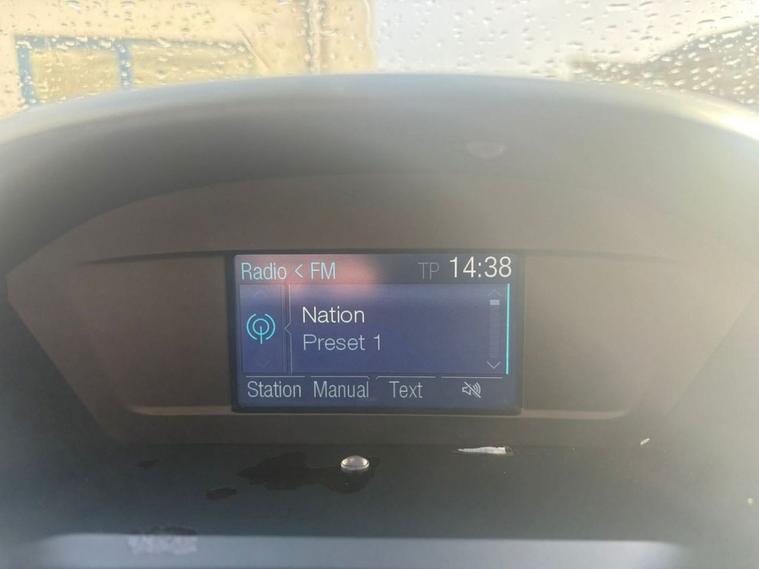 Radio < FM TP 14:38
Nation
Preset 1
Station Manual Text